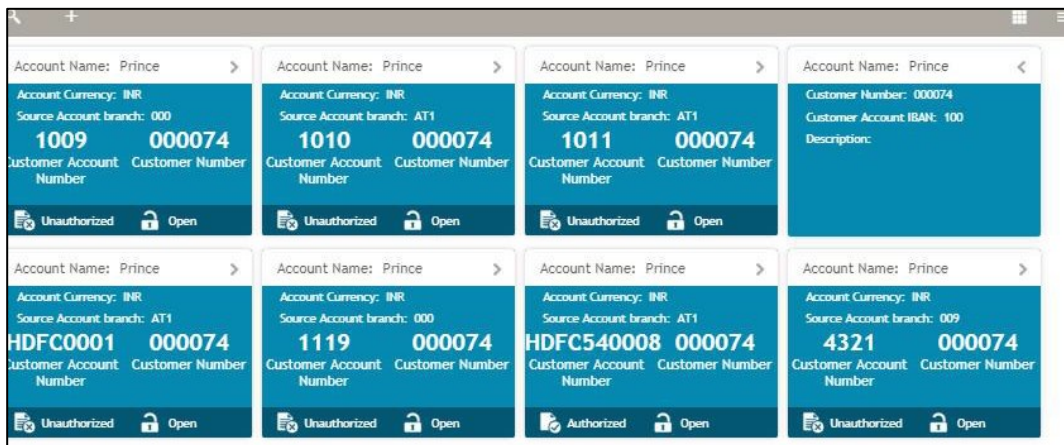 Account Name: Prince
Account Currency: INR
Source Account branch: 000
1009 000074
Customer Account Customer Number
Number
Unauthorized Open
Account Name: Prince
Account Currency: INR
Source Account branch: AT1
1010 000074
Customer Account Customer Number
Number
Unauthorized Open
Account Name: Prince
Account Currency: INR
Source Account branch: AT1
1011 000074
Customer Account Customer Number
Number
Unauthorized Open
Account Name: Prince
Customer Number: 000074
Customer Account IBAN: 100
Description:
Account Name: Prince
Account Currency: INR
Source Account branch: AT1
HDFC0001 000074
Customer Account Customer Number
Number
Unauthorized Open
Account Name: Prince
Account Currency: INR
Source Account branch: 000
1119 000074
Customer Account Customer Number
Number
Unauthorized Open
Account Name: Prince
Account Currency: INR
Source Account branch: AT1
HDFC540008 000074
Customer Account Customer Number
Number
Authorized Open
Account Name: Prince
Account Currency: INR
Source Account branch: 009
4321 000074
Customer Account Customer Number
Number
Unauthorized Open